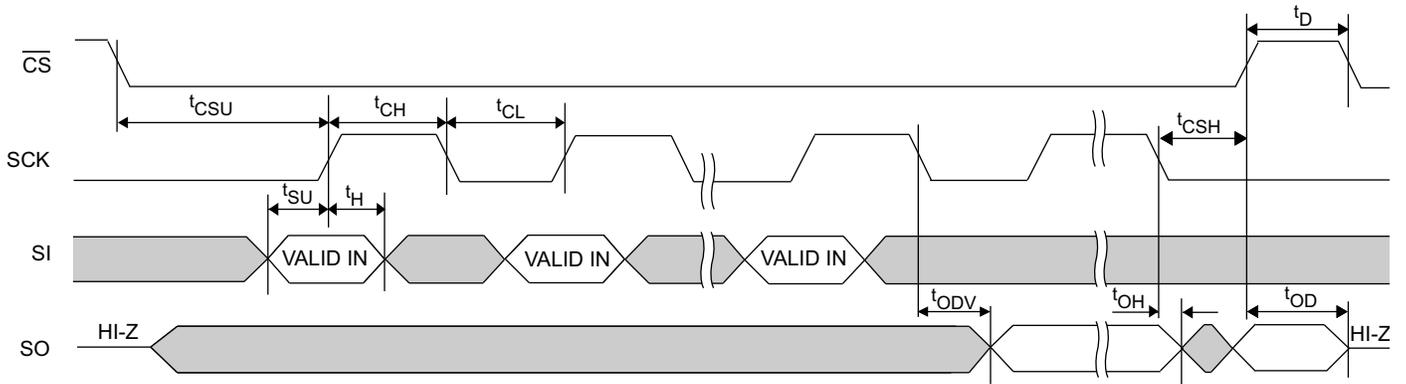 tD
CS
tCSU
tCH
tCL
tCSH
SCK
tSU
tH
SI
VALID IN
VALID IN
VALID IN
tODV
tOH
tOD
HI-Z
HI-Z
SO